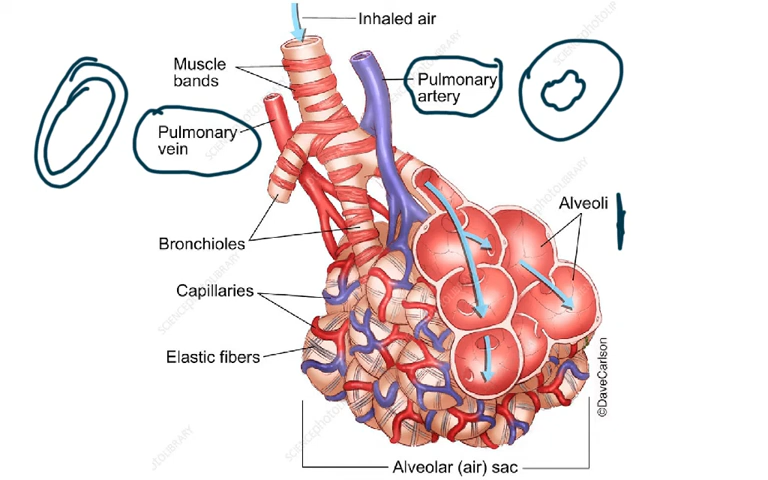 Inhaled air
Muscle
bands
Pulmonary
artery
Pulmonary
vein
Alveoli
Bronchioles
Capillaries
Elastic fibers
©DaveCarlson
Alveolar (air) sac